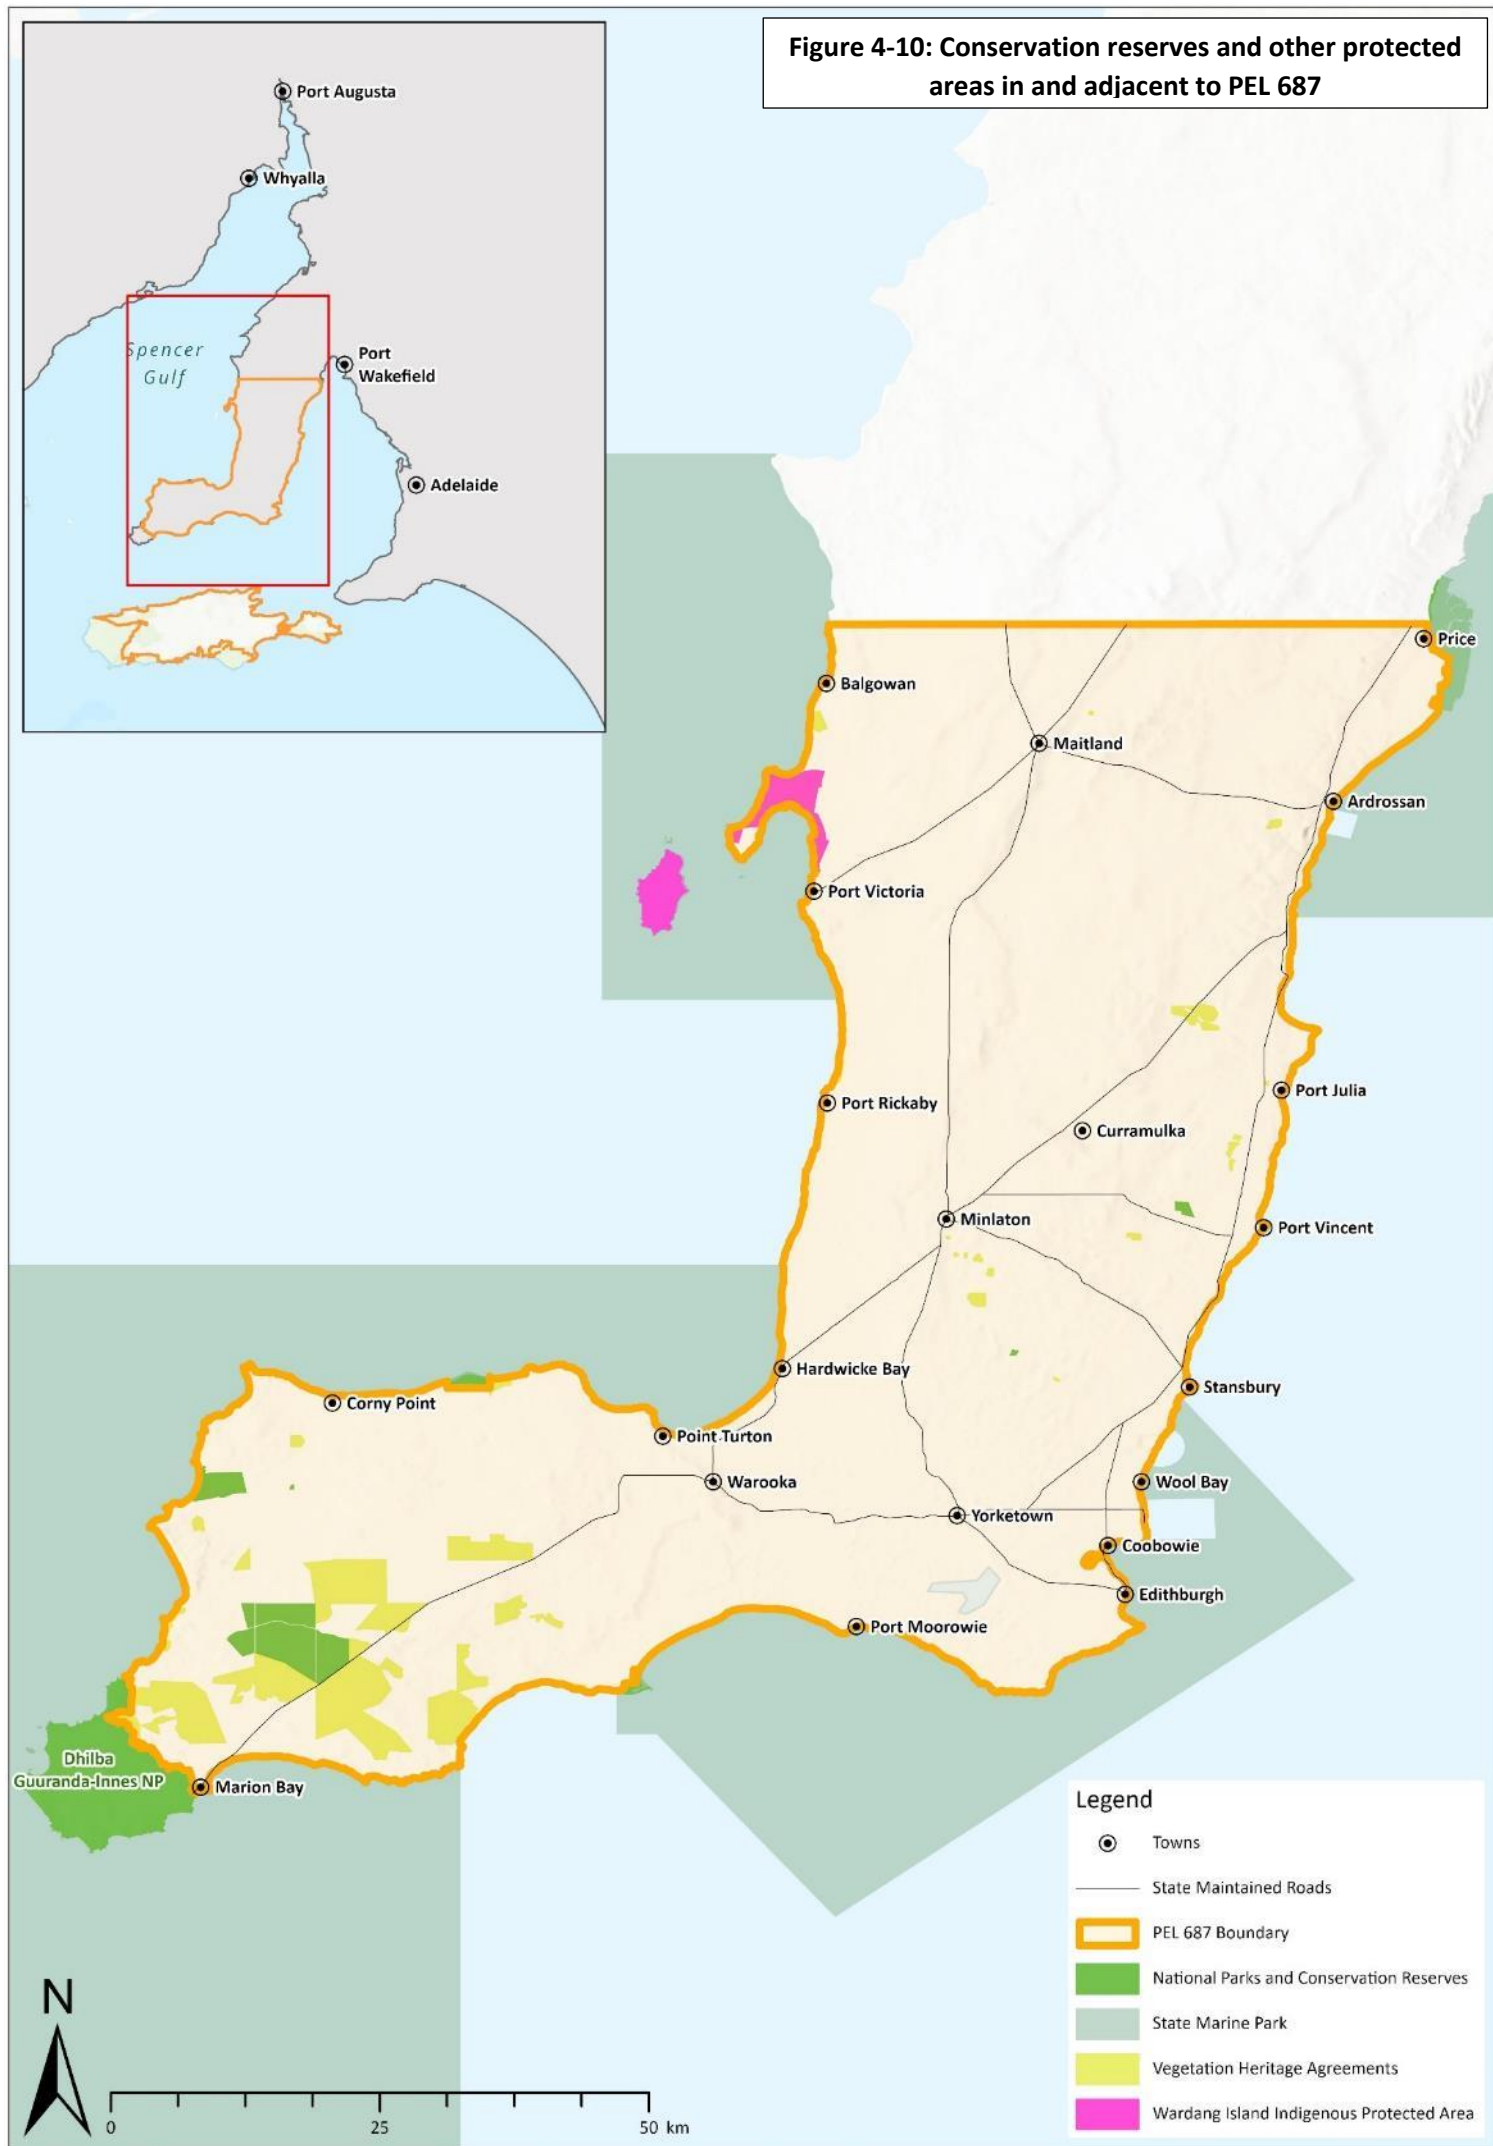 Figure 4-10: Conservation reserves and other protected
areas in and adjacent to PEL 687
Port Augusta
Whyalla
Spencer
Gulf
Port
Wakefield
Adelaide
Price
Balgowan
Maitland
Ardrossan
Port Victoria
Port Rickaby
Port Julia
Curramulka
Minlaton
Port Vincent
Hardwicke Bay
Stansbury
Corny Point
Point Turton
Warooka
Wool Bay
Yorketown
Coobowie
Edithburgh
Port Moorowie
Dhilba
Guuranda-Innes NP
Marion Bay
Legend
Towns
State Maintained Roads
PEL 687 Boundary
National Parks and Conservation Reserves
State Marine Park
Vegetation Heritage Agreements
Wardang Island Indigenous Protected Area
N
0 25 50 km